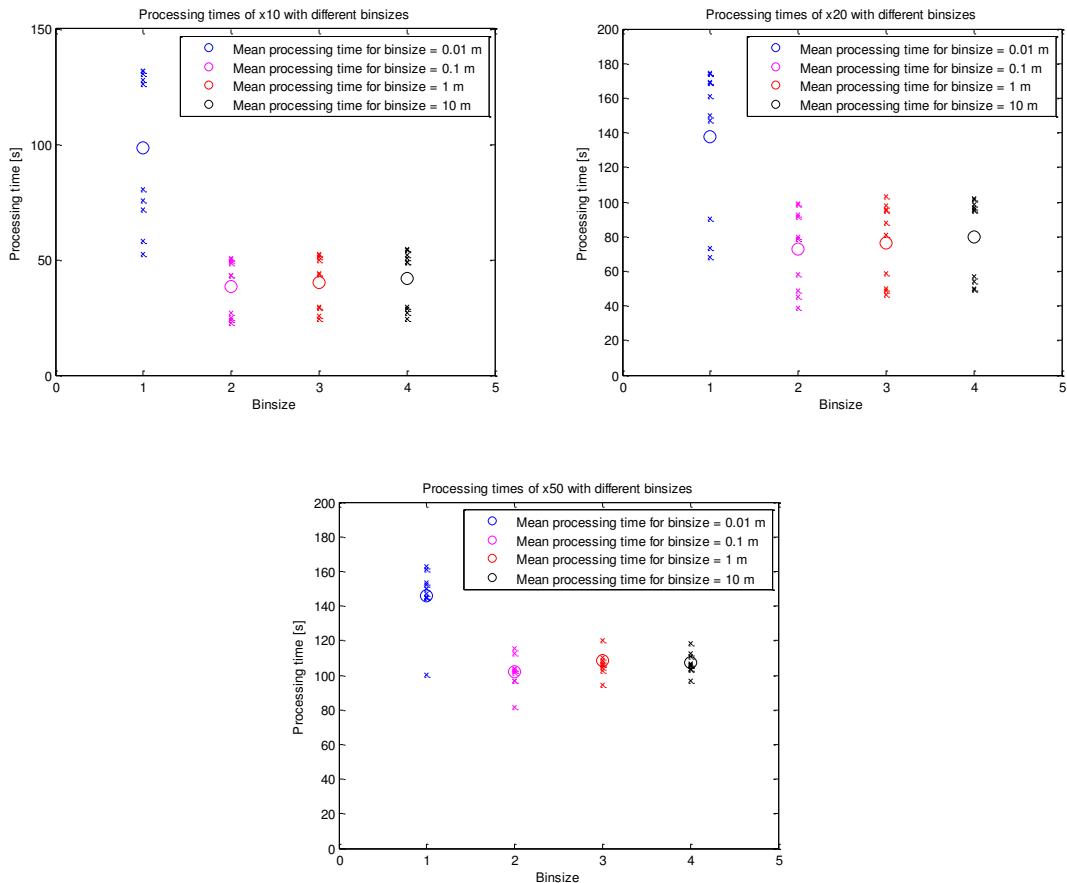 Processing times of x10 with different binsizes
150
100
50
0
Processing time [s]
Mean processing time for binsize = 0.01 m
Mean processing time for binsize = 0.1 m
Mean processing time for binsize = 1 m
Mean processing time for binsize = 10 m
0 1 2 3 4 5
Binsize
Processing times of x20 with different binsizes
200
180
160
140
120
100
80
60
40
20
0
Processing time [s]
Mean processing time for binsize = 0.01 m
Mean processing time for binsize = 0.1 m
Mean processing time for binsize = 1 m
Mean processing time for binsize = 10 m
0 1 2 3 4 5
Binsize
Processing times of x50 with different binsizes
200
180
160
140
120
100
80
60
40
20
0
Processing time [s]
Mean processing time for binsize = 0.01 m
Mean processing time for binsize = 0.1 m
Mean processing time for binsize = 1 m
Mean processing time for binsize = 10 m
0 1 2 3 4 5
Binsize